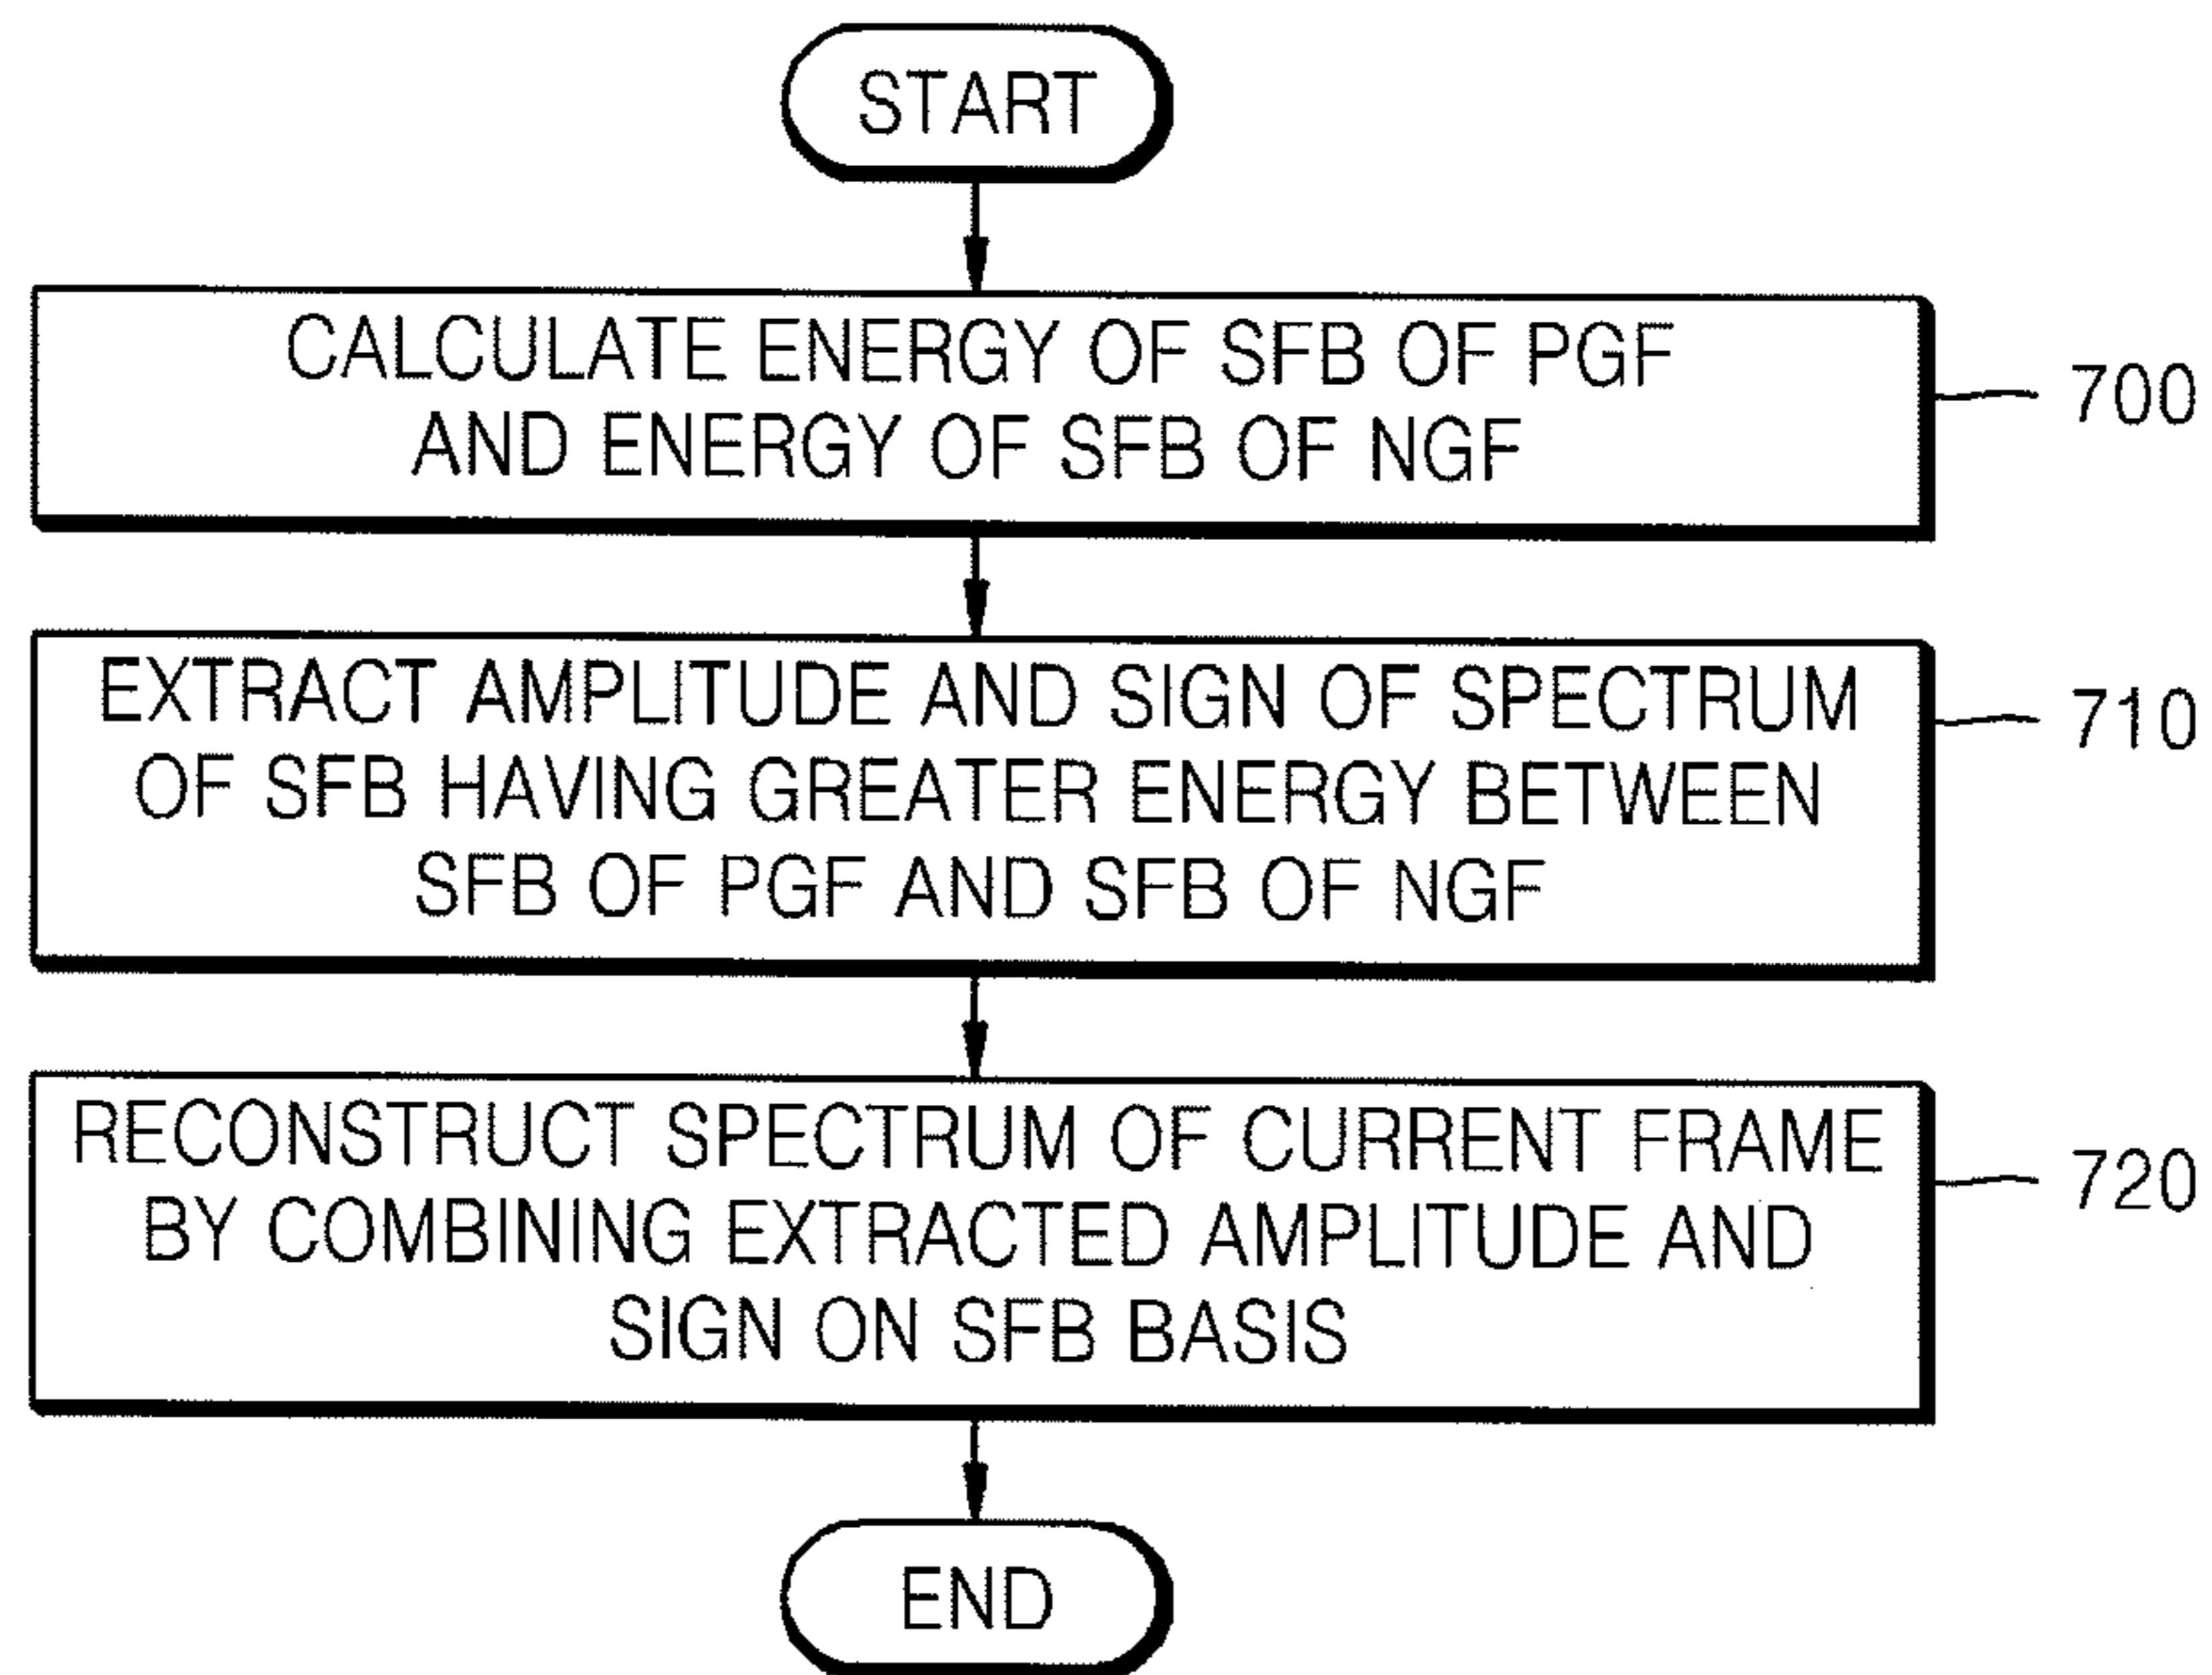 START
CALCULATE ENERGY OF SFB OF PGF
AND ENERGY OF SFB OF NGF
700
EXTRACT AMPLITUDE AND SIGN OF SPECTRUM
OF SFB HAVING GREATER ENERGY BETWEEN
SFB OF PGF AND SFB OF NGF
710
RECONSTRUCT SPECTRUM OF CURRENT FRAME
BY COMBINING EXTRACTED AMPLITUDE AND
SIGN ON SFB BASIS
720
END